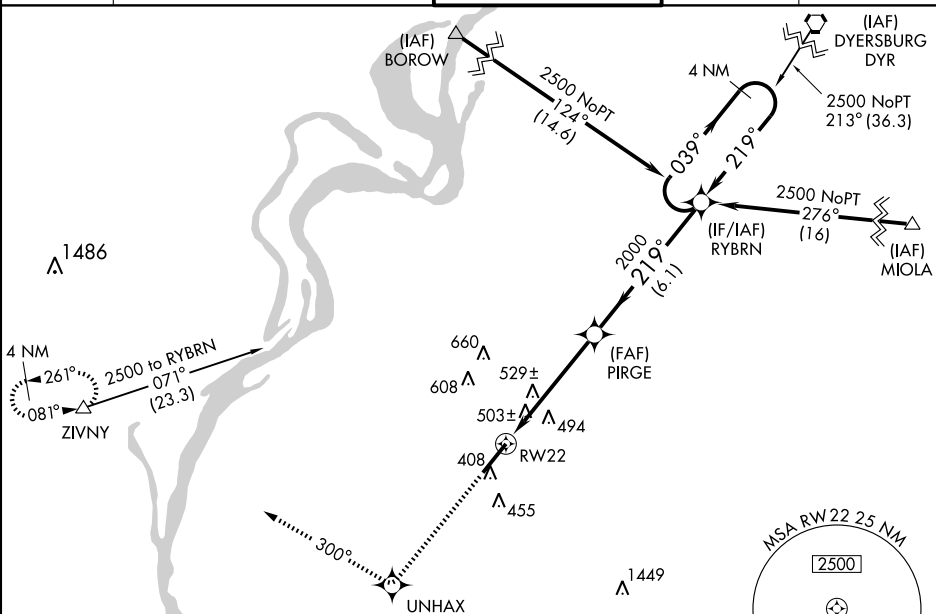 (IAF)
BOROW
2500 NoPT
124°
(14.6)
4 NM
(IAF)
DYERSBURG
DYR
2500 NoPT
213° (36.3)
039°
219°
2500 NoPT
276°
(16)
(IF/IAF)
RYBRN
(IAF)
MIOLA
1486
2000
219°
(6.1)
4 NM
261°
081°
ZIVNY
2500 to RYBRN
071°
(23.3)
(FAF)
PIRGE
660
608
529±
503±
494
RW22
408
455
300°
UNHAX
1449
MSA RW22 25 NM
2500